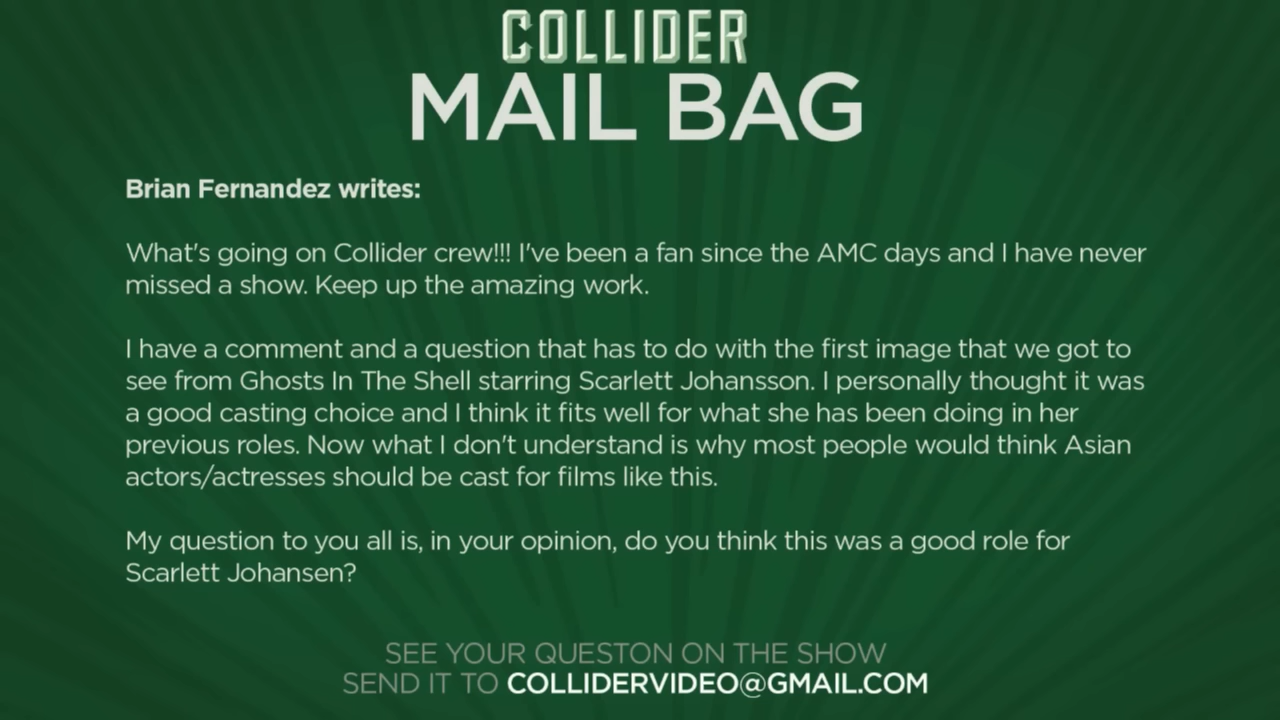 COLLIDER
MAIL BAG
Brian Fernandez writes:
What's going on Collider crew!!! I've been a fan since the AMC days and I have never
missed a show. Keep up the amazing work.
I have a comment and a question that has to do with the first image that we got to
see from Ghosts In The Shell starring Scarlett Johansson. I personally thought it was
a good casting choice and I think it fits well for what she has been doing in her
previous roles. Now what I don't understand is why most people would think Asian
actors/actresses should be cast for films like this.
My question to you all is, in your opinion, do you think this was a good role for
Scarlett Johansen?
SEE YOUR QUESTON ON THE SHOW
SEND IT TO COLLIDERVIDEO@GMAIL.COM